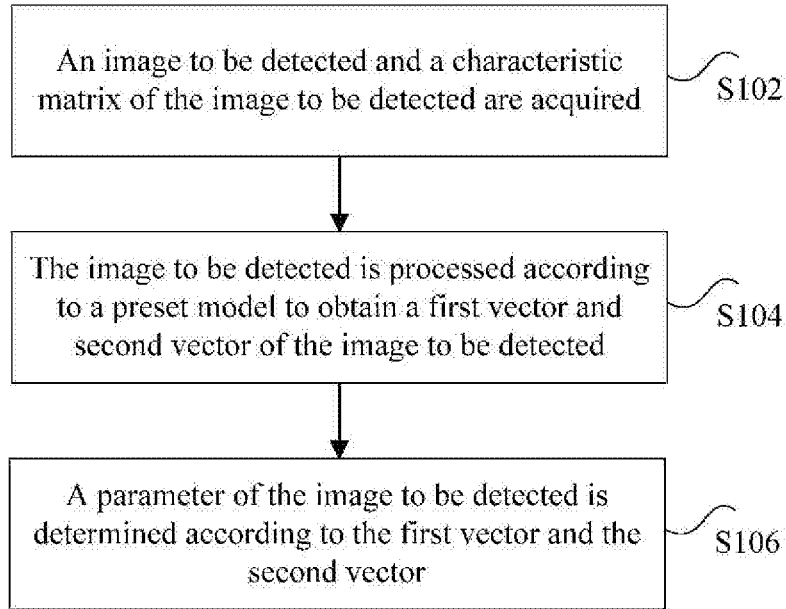 An image to be detected and a characteristic
matrix of the image to be detected are acquired
S102
The image to be detected is processed according
to a preset model to obtain a first vector and
second vector of the image to be detected
S104
A parameter of the image to be detected is
determined according to the first vector and the
second vector
S106